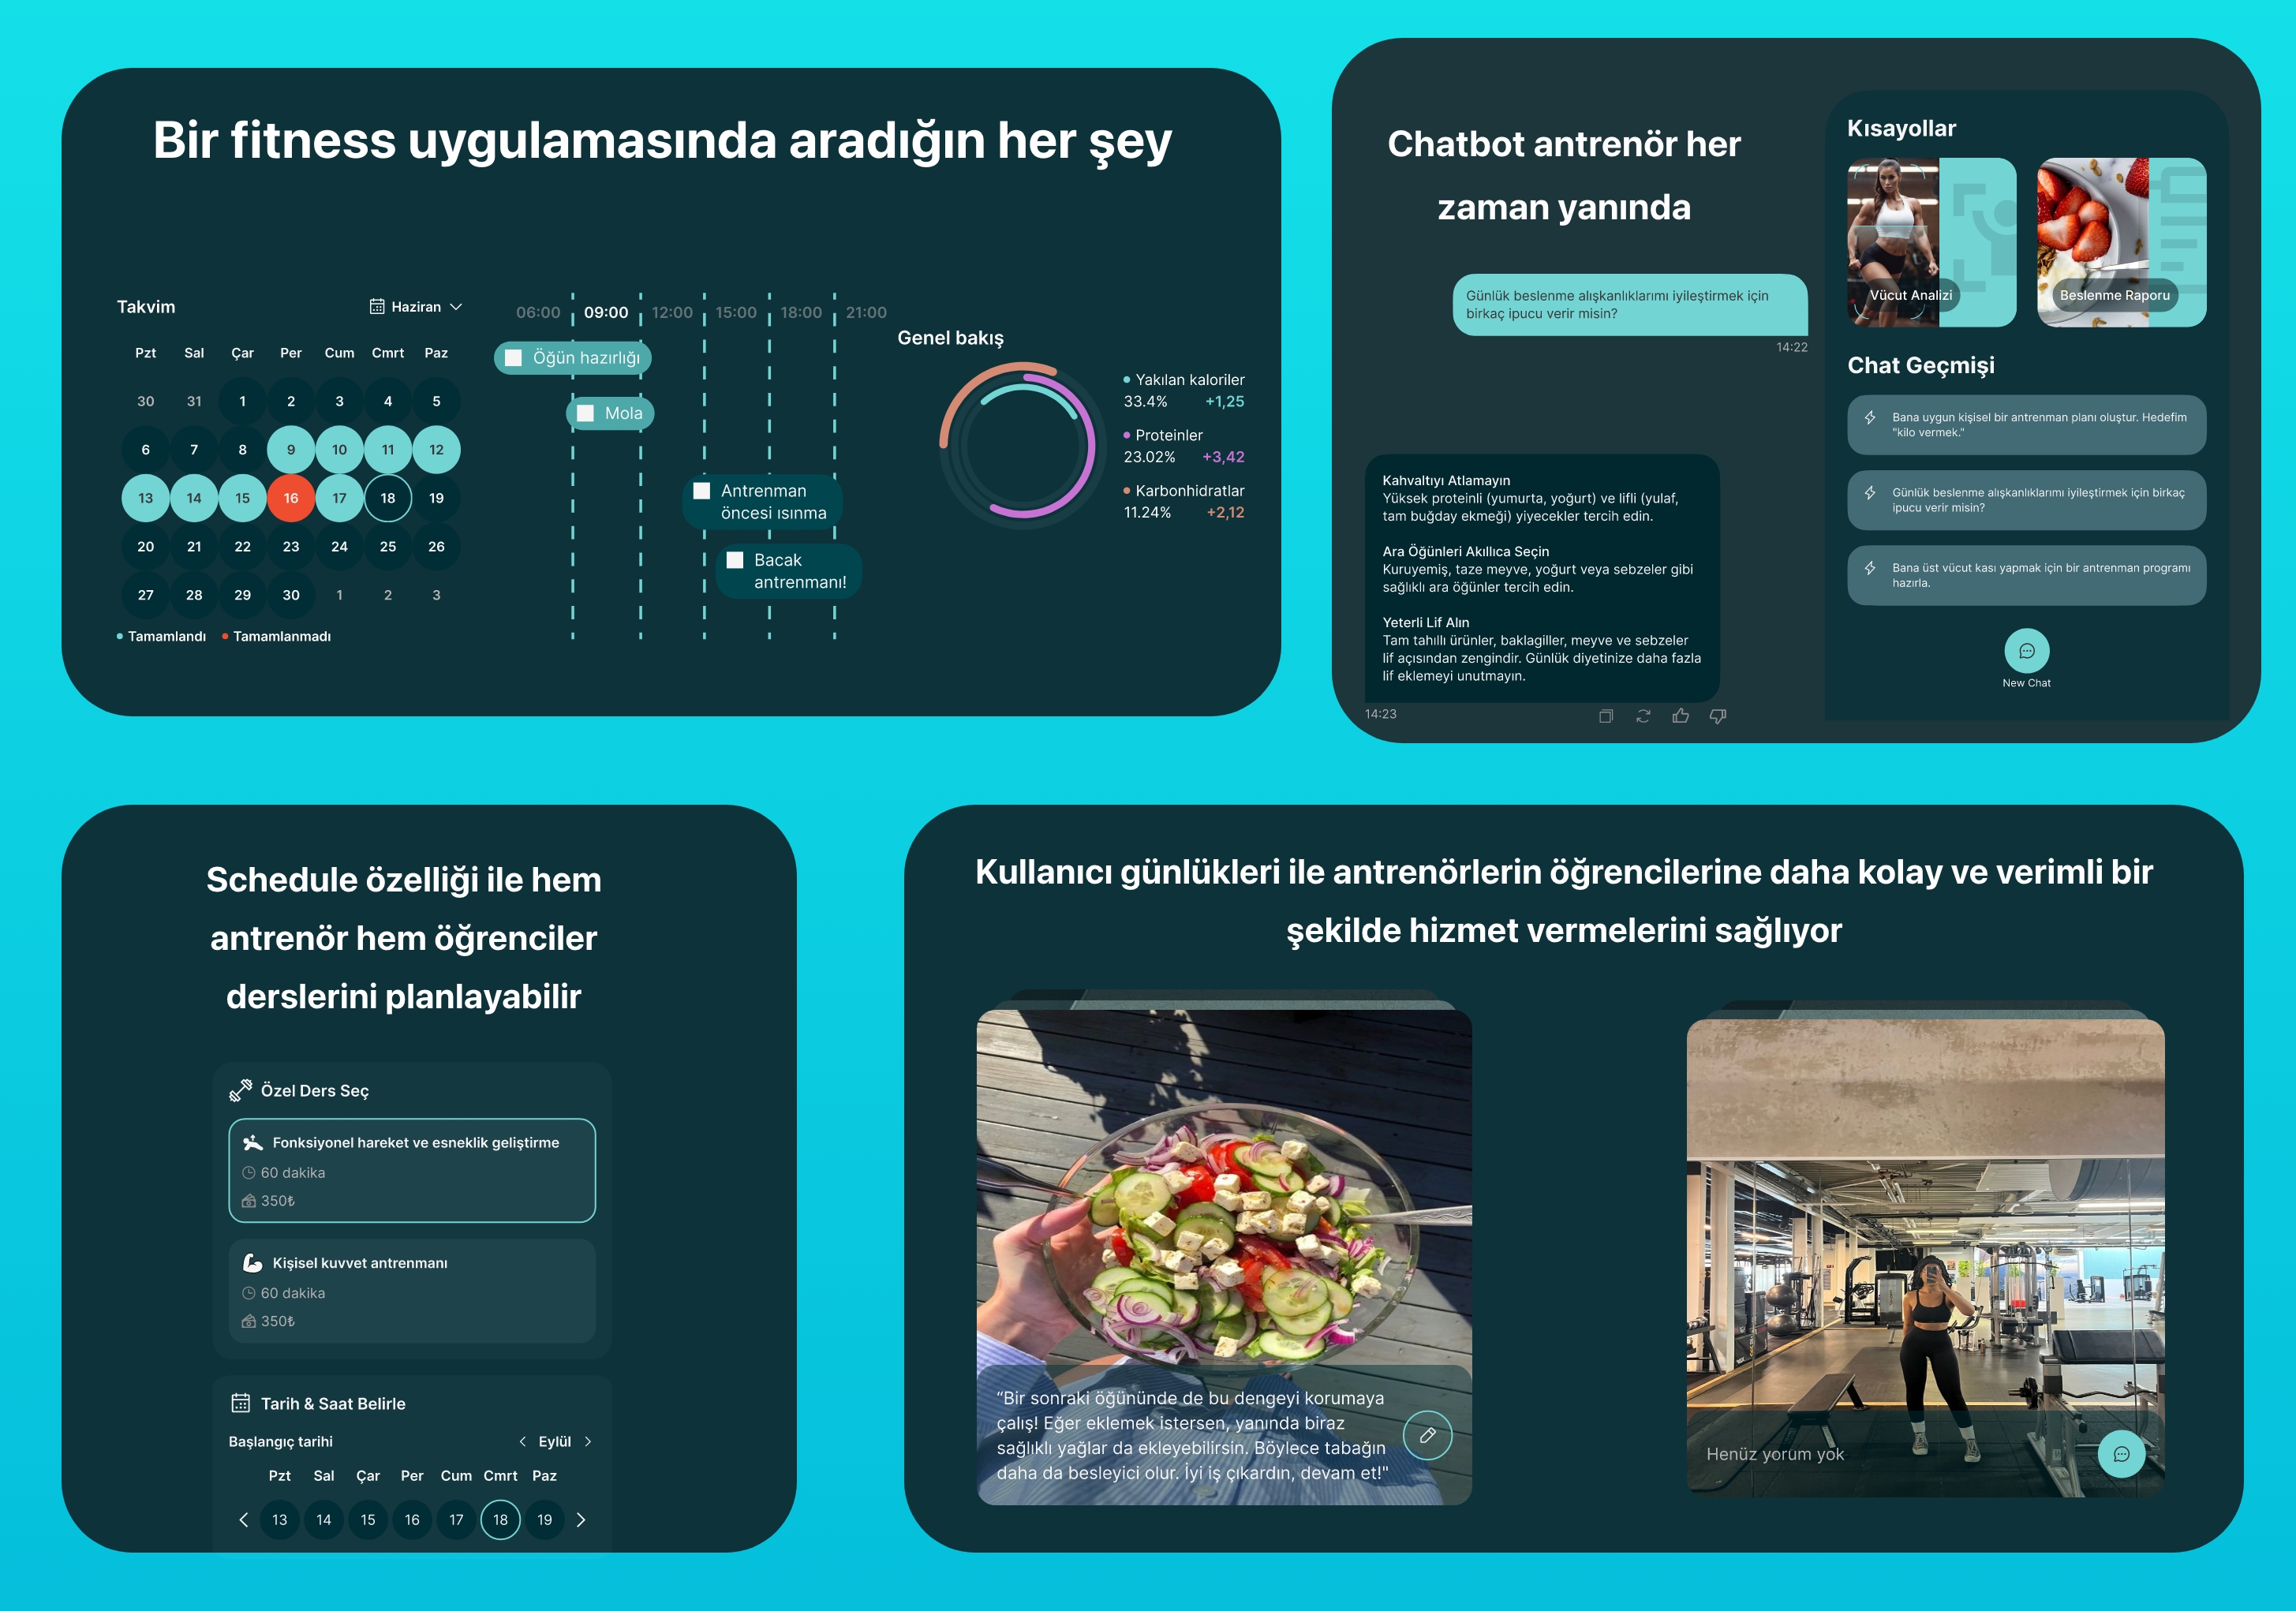 Bir fitness uygulamasında aradığın her şey
Takvim
Haziran
Pzt Sal Çar Per Cum Cmrt Paz
30 31 1 2 3 4 5
6 7 8 9 10 11 12
13 14 15 16 17 18 19
20 21 22 23 24 25 26
27 28 29 30 1 2 3
Tamamlandı Tamamlanmadı
06:00 09:00 12:00 15:00 18:00 21:00
Öğün hazırlığı
Mola
Antrenman
öncesi ısınma
Bacak
antrenmanı!
Genel bakış
Yakılan kaloriler
33.4% +1,25
Proteinler
23.02% +3,42
Karbonhidratlar
11.24% +2,12
Chatbot antrenör her
zaman yanında
Günlük beslenme alışkanlıklarımı iyileştirmek için
birkaç ipucu verir misin?
14:22
Kahvaltıyı Atlamayın
Yüksek proteinli (yumurta, yoğurt) ve lifli (yulaf,
tam buğday ekmeği) yiyecekler tercih edin.
Ara Öğünleri Akıllıca Seçin
Kuruyemiş, taze meyve, yoğurt veya sebzeler gibi
sağlıklı ara öğünler tercih edin.
Yeterli Lif Alın
Tam tahıllı ürünler, baklagiller, meyve ve sebzeler
lif açısından zengindir. Günlük diyetinize daha fazla
lif eklemeyi unutmayın.
14:23
Kısayollar
Vücut Analizi
Beslenme Raporu
Chat Geçmişi
Bana uygun kişisel bir antrenman planı oluştur. Hedefim
"kilo vermek."
Günlük beslenme alışkanlıklarımı iyileştirmek için birkaç
ipucu verir misin?
Bana üst vücut kası yapmak için bir antrenman programı
hazırla.
New Chat
Schedule özelliği ile hem
antrenör hem öğrenciler
derslerini planlayabilir
Özel Ders Seç
Fonksiyonel hareket ve esneklik geliştirme
60 dakika
350₺
Kişisel kuvvet antrenmanı
60 dakika
350₺
Tarih & Saat Belirle
Başlangıç tarihi
Eylül
Pzt Sal Çar Per Cum Cmrt Paz
13 14 15 16 17 18 19
Kullanıcı günlükleri ile antrenörlerin öğrencilerine daha kolay ve verimli bir
şekilde hizmet vermelerini sağlıyor
“Bir sonraki öğününde de bu dengeyi korumaya
çalış! Eğer eklemek istersen, yanında biraz
sağlıklı yağlar da ekleyebilirsin. Böylece tabağın
daha da besleyici olur. İyi iş çıkardın, devam et!"
Henüz yorum yok